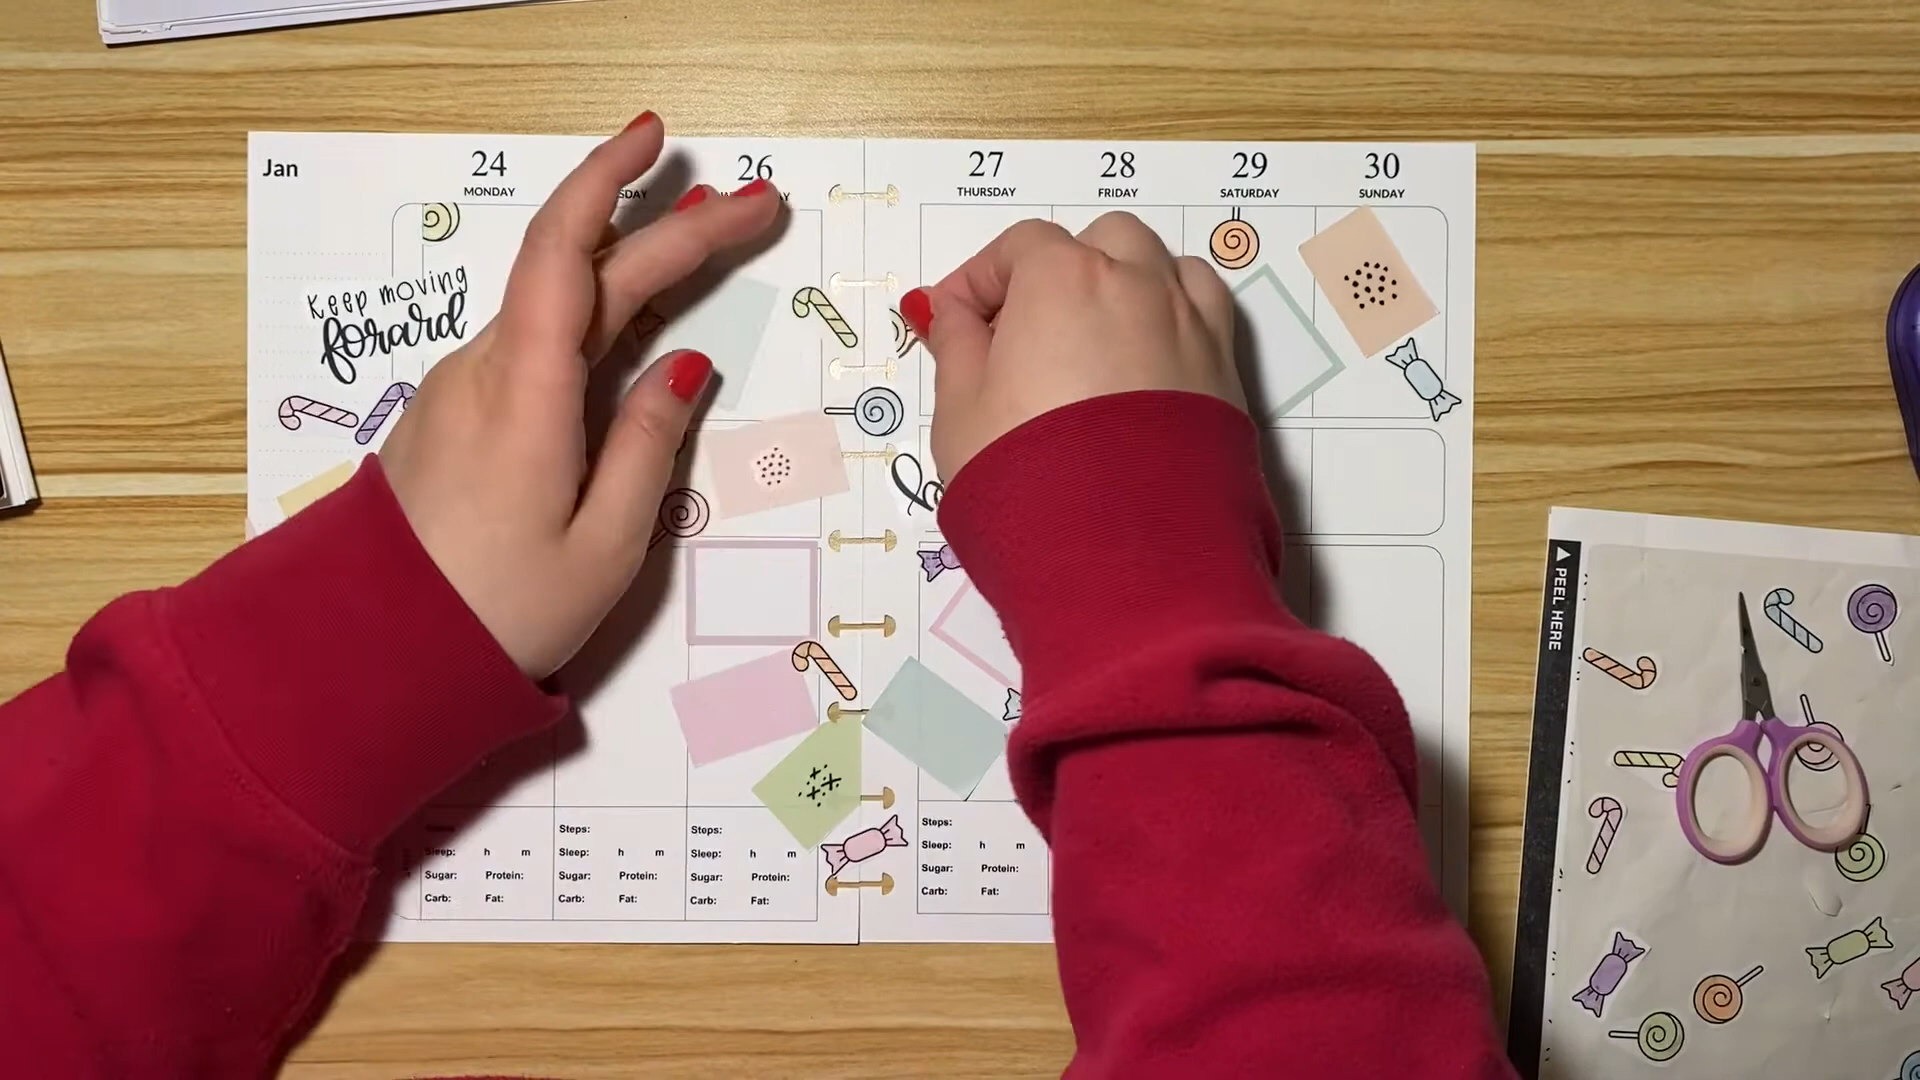 Jan
24
MONDAY
26
27
THURSDAY
28
FRIDAY
29
SATURDAY
30
SUNDAY
Keep moving
forard
PEEL HERE
Sleep: h m
Sugar: Protein:
Carb: Fat:
Steps:
Sleep: h m
Sugar: Protein:
Carb: Fat:
Steps:
Sleep: h m
Sugar: Protein:
Carb: Fat:
Steps:
Sleep: h m
Sugar: Protein:
Carb: Fat: